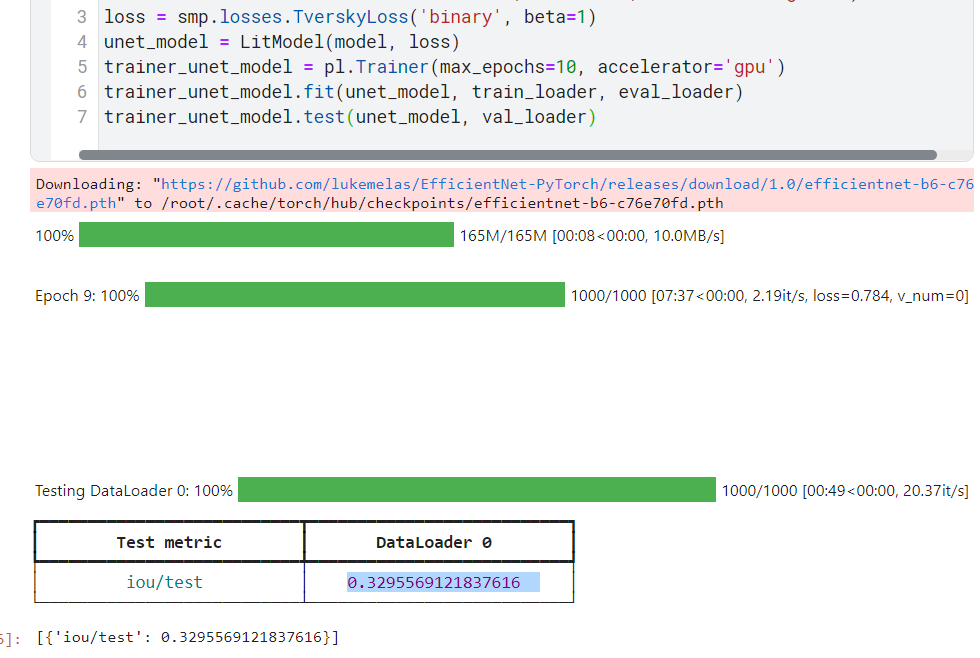 3 loss = smp.losses.TverskyLoss('binary', beta=1)
4 unet_model = LitModel(model, loss)
5 trainer_unet_model = pl.Trainer(max_epochs=10, accelerator='gpu')
6 trainer_unet_model.fit(unet_model, train_loader, eval_loader)
7 trainer_unet_model.test(unet_model, val_loader)
Downloading: "https://github.com/lukemelas/EfficientNet-PyTorch/releases/download/1.0/efficientnet-b6-c76
e70fd.pth" to /root/.cache/torch/hub/checkpoints/efficientnet-b6-c76e70fd.pth
100% 165M/165M [00:08<00:00, 10.0MB/s]
Epoch 9: 100% 1000/1000 [07:37<00:00, 2.19it/s, loss=0.784, v_num=0]
Testing DataLoader 0: 100% 1000/1000 [00:49<00:00, 20.37it/s]
Test metric DataLoader 0
iou/test 0.3295569121837616
]: [{'iou/test': 0.3295569121837616}]